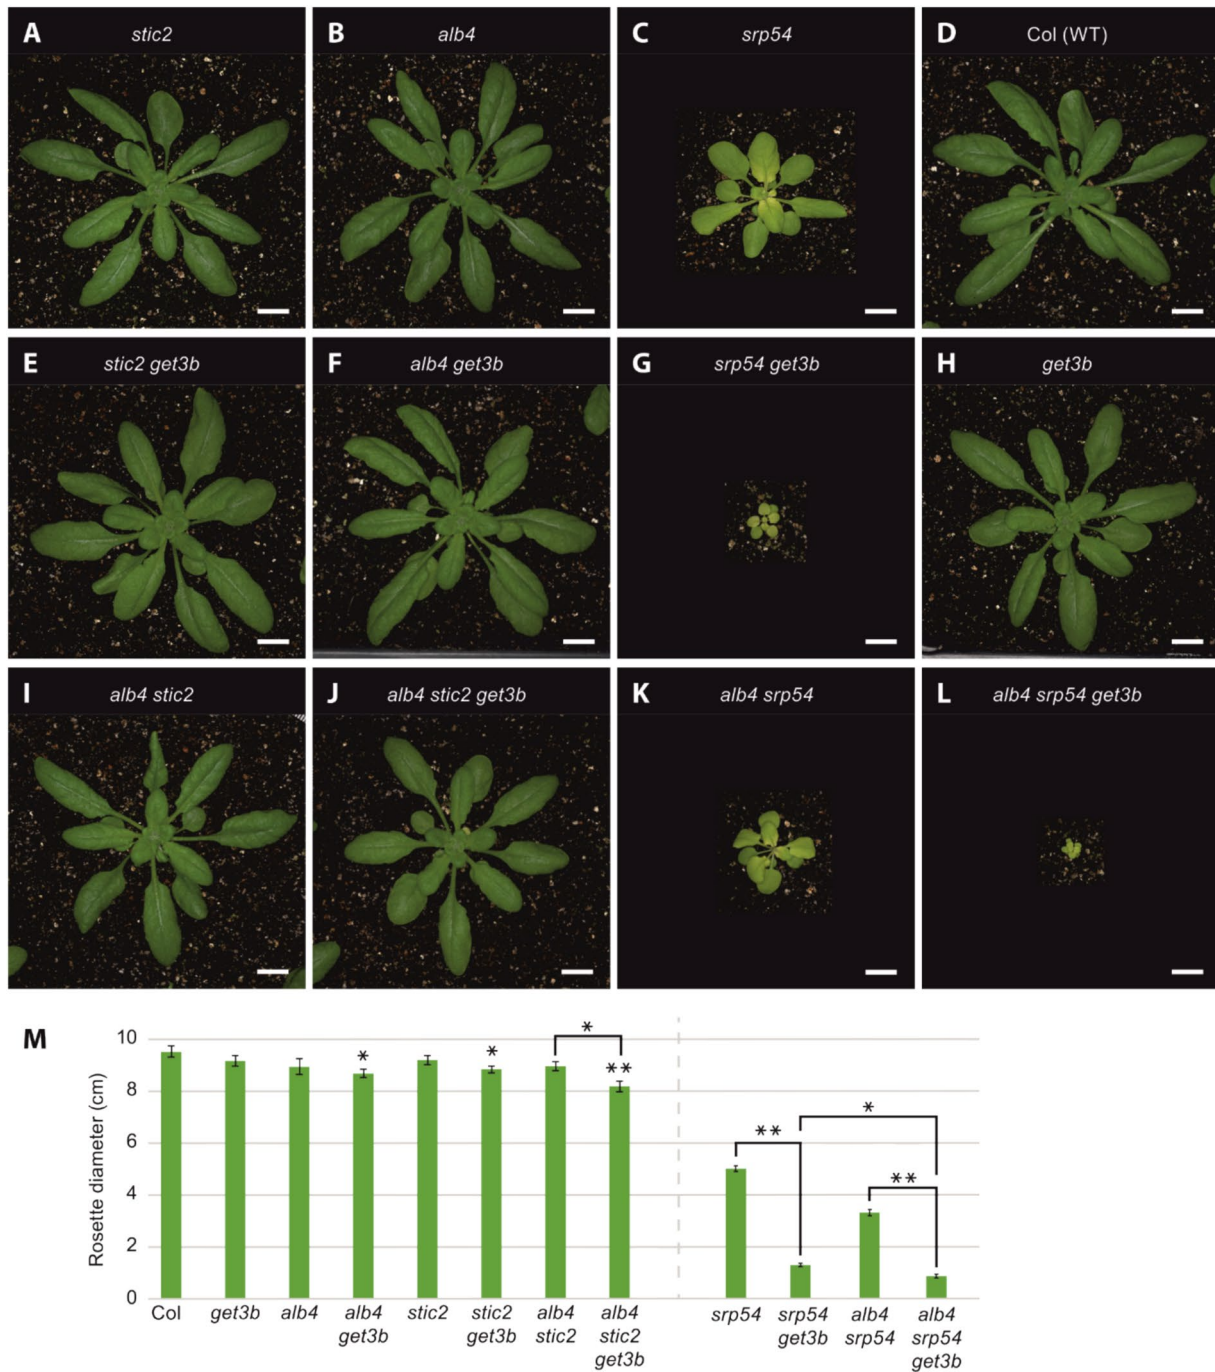 A stic2
B alb4
C srp54
D Col (WT)
E stic2 get3b
F alb4 get3b
G srp54 get3b
H get3b
I alb4 stic2
J alb4 stic2 get3b
K alb4 srp54
L alb4 srp54 get3b
M
Rosette diameter (cm)
10
8
6
4
2
0
*
*
*
**
**
*
**
Col
get3b
alb4
alb4
get3b
stic2
stic2
get3b
alb4
stic2
alb4
stic2
get3b
srp54
srp54
get3b
alb4
srp54
alb4
srp54
get3b